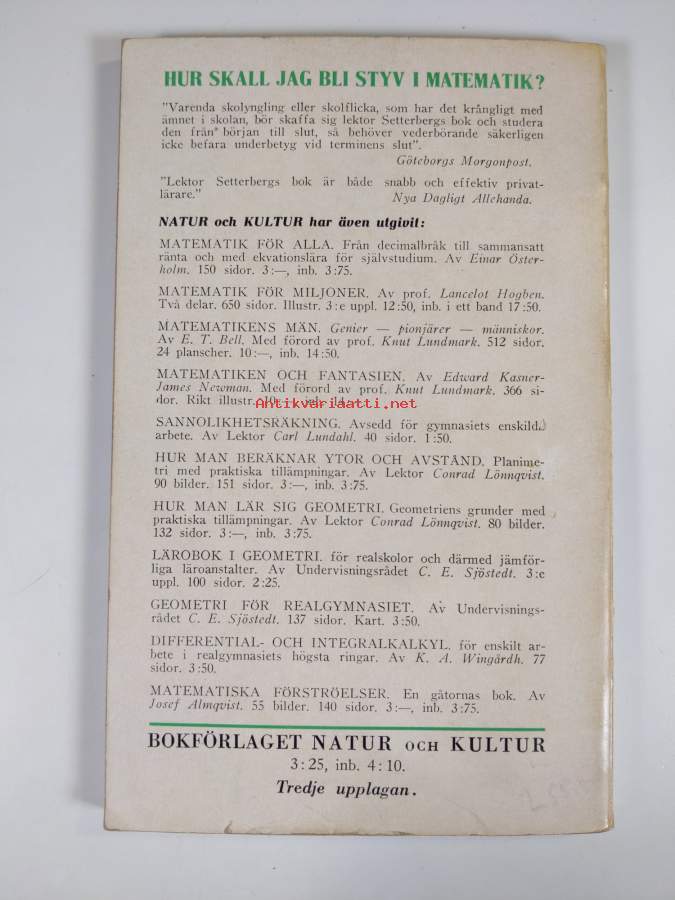 HUR SKALL JAG BLI STYV I MATEMATIK?
"Varenda skolyngling eller skolflicka, som har det krångligt med
ämnet i skolan, bör skaffa sig lektor Setterbergs bok och studera
den från början till slut, så behöver vederbörande säkerligen
icke befara underbetyg vid terminens slut".
Göteborgs Morgonpost.
"Lektor Setterbergs bok är både snabb och effektiv privat-
lärare."
Nya Dagligt Allehanda.
NATUR och KULTUR har även utgivit:
MATEMATIK FÖR ALLA. Från decimalbråk till sammansatt
ränta och med ekvationslära för självstudium. Av Einar Öster-
holm. 150 sidor. 3:—, inb. 3:75.
MATEMATIK FÖR MILJONER. Av prof. Lancelot Hogben.
Två delar. 650 sidor. Illustr. 3:e uppl. 12:50, inb. i ett band 17:50.
MATEMATIKENS MÄN. Genier — pionjärer — människor.
Av E. T. Bell. Med förord av prof. Knut Lundmark. 512 sidor.
24 planscher. 10:—, inb. 14:50.
MATEMATIKEN OCH FANTASIEN. Av Edward Kasner-
James Newman. Med förord av prof. Knut Lundmark. 366 si-
dor. Rikt illustr. 10:— inb. 14
Antikvariaatti.net
SANNOLIKHETSRÄKNING. Avsedd för gymnasiets enskilda
arbete. Av Lektor Carl Lundahl. 40 sidor. 1:50.
HUR MAN BERÄKNAR YTOR OCH AVSTÅND. Planime-
tri med praktiska tillämpningar. Av Lektor Conrad Lönnqvist.
90 bilder. 151 sidor. 3:—, inb. 3:75.
HUR MAN LÄR SIG GEOMETRI. Geometriens grunder med
praktiska tillämpningar. Av Lektor Conrad Lönnqvist. 80 bilder.
132 sidor. 3:—, inb. 3:75.
LÄROBOK I GEOMETRI. för realskolor och därmed jämför-
liga läroanstalter. Av Undervisningsrådet C. E. Sjöstedt. 3:e
uppl. 100 sidor. 2:25.
GEOMETRI FÖR REALGYMNASIET. Av Undervisnings-
rådet C. E. Sjöstedt. 137 sidor. Kart. 3:50.
DIFFERENTIAL- OCH INTEGRALKALKYL. för enskilt ar-
bete i realgymnasiets högsta ringar. Av K. A. Wingårdh. 77
sidor. 3:50.
MATEMATISKA FÖRSTRÖELSER. En gåtornas bok. Av
Josef Almqvist. 55 bilder. 140 sidor. 3:—, inb. 3:75.
BOKFÖRLAGET NATUR OCH KULTUR
3:25, inb. 4:10.
Tredje upplagan.